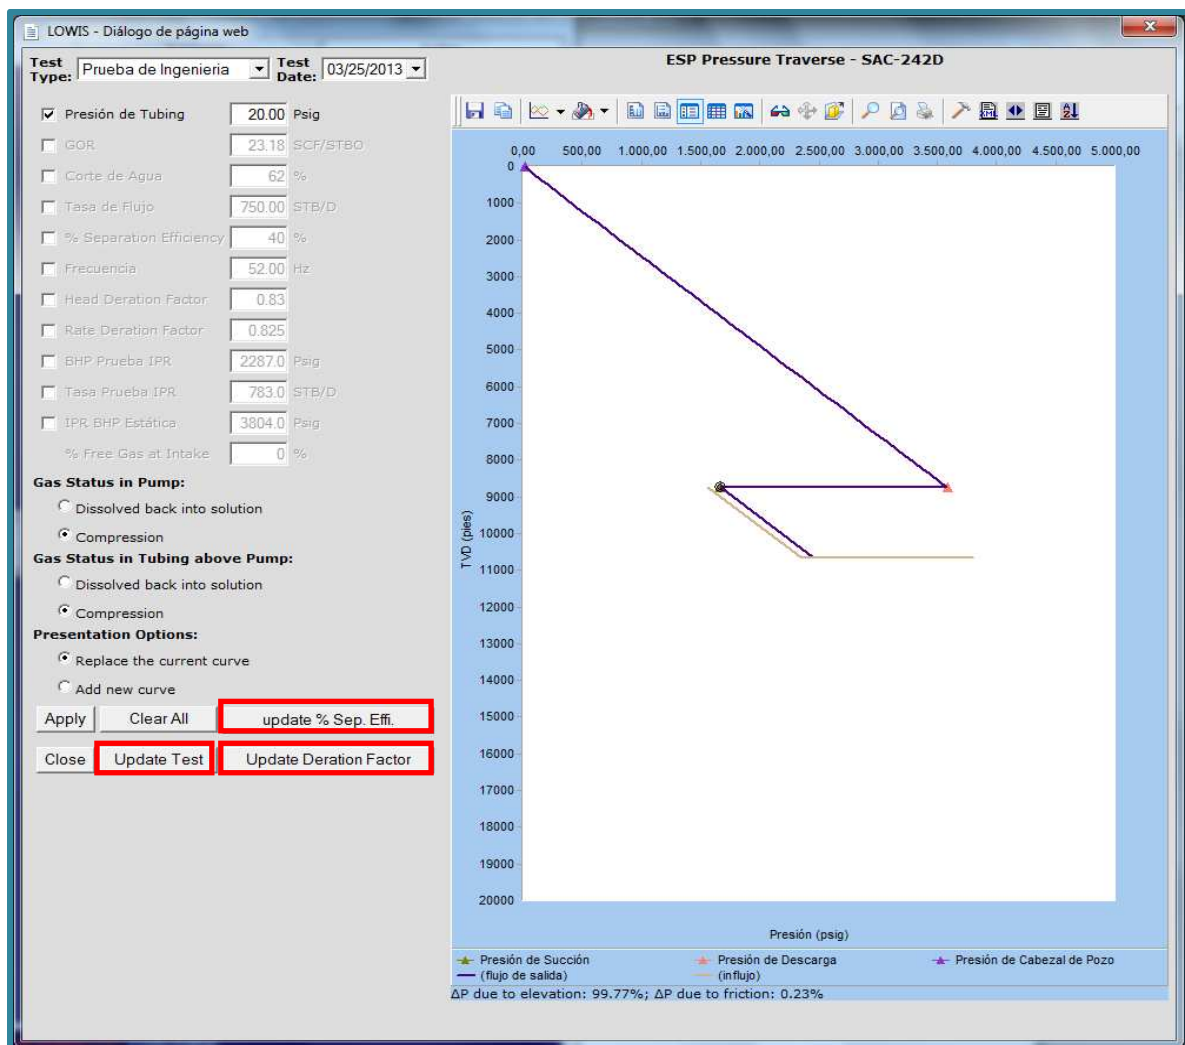 LOWIS - Diálogo de página web
Test Type: Prueba de Ingenieria Test Date: 03/25/2013
Presión de Tubing 20.00 Psig
GOR 23.18 SCF/STBO
Corte de Agua 62 %
Tasa de Flujo 750.00 STB/D
% Separation Efficiency 40 %
Frecuencia 52.00 Hz
Head Deration Factor 0.83
Rate Deration Factor 0.825
BHP Prueba IPR 2287.0 Psig
Tasa Prueba IPR 783.0 STB/D
IPR BHP Estática 3804.0 Psig
% Free Gas at Intake 0 %
Gas Status in Pump:
Dissolved back into solution
Compression
Gas Status in Tubing above Pump:
Dissolved back into solution
Compression
Presentation Options:
Replace the current curve
Add new curve
Apply Clear All update % Sep. Effi.
Close Update Test Update Deration Factor
ESP Pressure Traverse - SAC-242D
0,00 500,00 1.000,00 1.500,00 2.000,00 2.500,00 3.000,00 3.500,00 4.000,00 4.500,00 5.000,00
0
1000
2000
3000
4000
5000
6000
7000
8000
9000
10000
11000
12000
13000
14000
15000
16000
17000
18000
19000
20000
TVD (pies)
Presión (psig)
Presión de Succión Presión de Descarga Presión de Cabezal de Pozo
(flujo de salida) (influjo)
ΔP due to elevation: 99.77%; ΔP due to friction: 0.23%